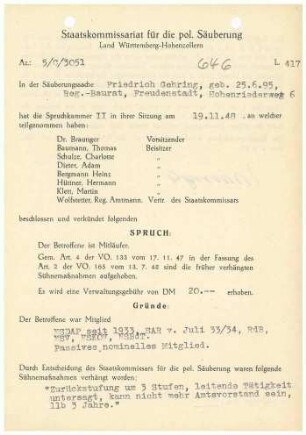 Staatskommissariat für die pol. Säuberung
Land Württemberg-Hohenzollern
Az.: 5/B/3051 646 L 417
In der Säuberungssache Friedrich Gehring, geb. 25.6.95,
Reg.-Baurat, Freudenstadt, Hohenriederweg 6
hat die Spruchkammer II in ihrer Sitzung am 19.11.48 an welcher
teilgenommen haben:
Dr. Braunger Vorsitzender
Baumann, Thomas Beisitzer
Schulze, Charlotte "
Dieter, Adam "
Bergmann Heinz "
Hüttner, Hermann "
Klett, Martin "
Wolhorter, Reg. Amtmann. Vertr. des Staatskommissars
beschlossen und verkündet folgenden
SPRUCH:
Der Betroffene ist Mitläufer.
Gem. Art. 4 der VO. 133 vom 17. 11. 47 in der Fassung des
Art. 2 der VO. 165 vom 13. 7. 48 sind die früher verhängten
Sühnemaßnahmen aufgehoben.
Es wird eine Verwaltungsgebühr von DM 20.-- erhoben.
Gründe:
Der Betroffene war Mitglied
NSDAP seit 1933, SAR v. Juli 33/34, RdB,
NSV, NSKOV, NSBDT.
Passives nominelles Mitglied.
Durch Entscheidung des Staatskommissars für die pol. Säuberung waren folgende
Sühnemaßnahmen verhängt worden:
"Zurückstufung um 3 Stufen, leitende Tätigkeit
untersagt, kann nicht mehr Amtsvorstand sein,
IIb 3 Jahre."